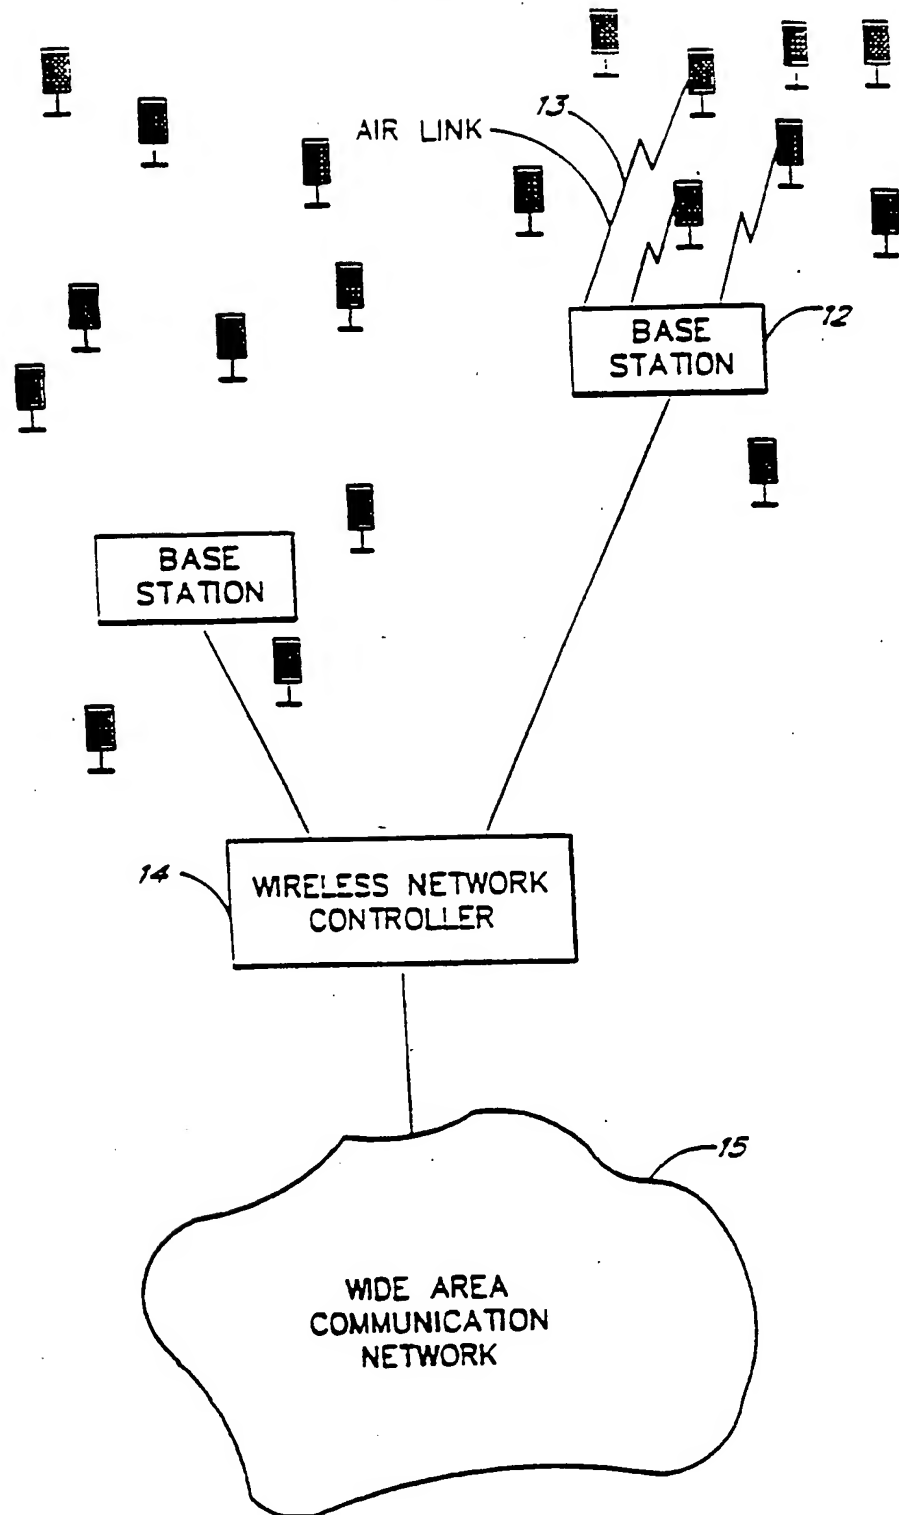 13
AIR LINK
BASE
STATION
12
BASE
STATION
14
WIRELESS NETWORK
CONTROLLER
15
WIDE AREA
COMMUNICATION
NETWORK